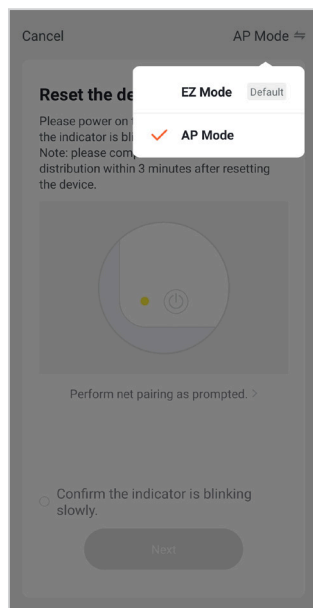 Cancel
AP Mode
EZ Mode Default
AP Mode
Reset the de
Please power on
the indicator is bli
Note: please com
distribution within 3 minutes after resetting
the device.
Perform net pairing as prompted. >
Confirm the indicator is blinking
slowly.
Next